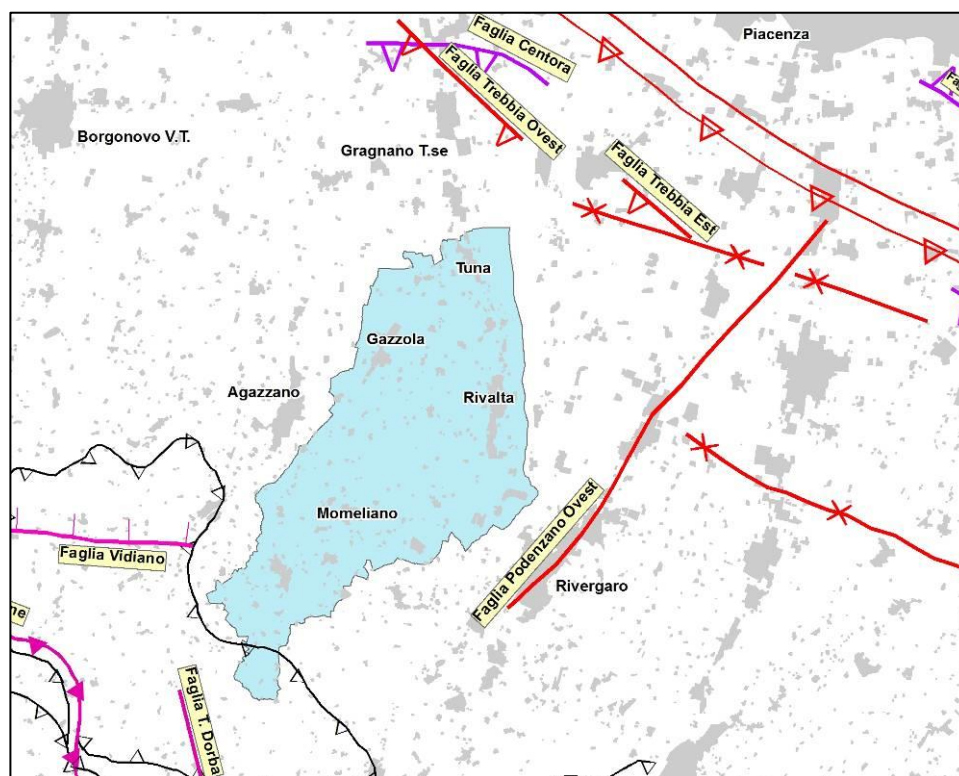 Piacenza
Faglia Centora
Faglia Trebbia Ovest
Borgonovo V.T.
Gragnano T.se
Faglia Trebbia Est
Tuna
Gazzola
Agazzano
Rivalta
Momeliano
Faglia Podenzano Ovest
Faglia Vidiano
Rivergaro
ne
Faglia T. Dorba